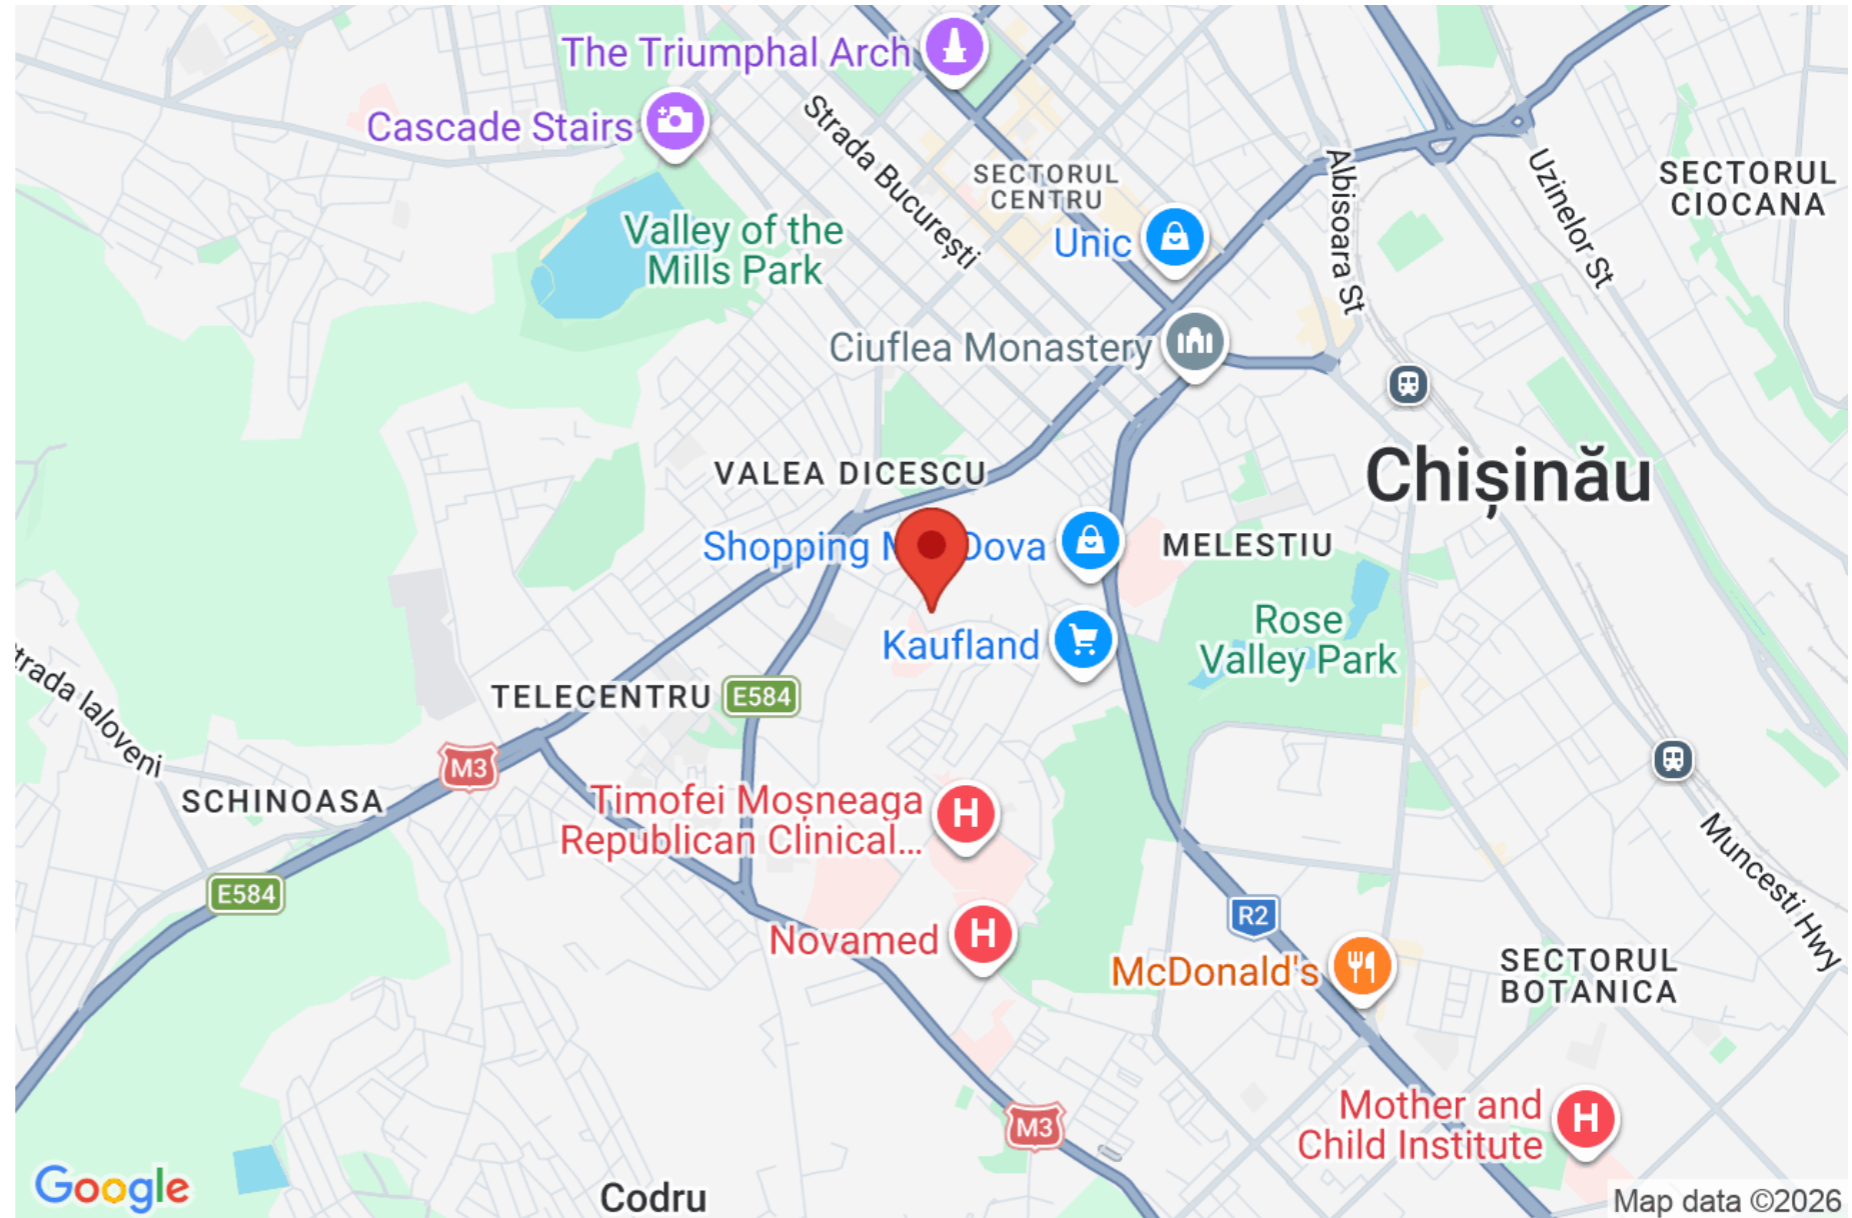 The Triumphal Arch
Cascade Stairs
Strada București
SECTORUL
CENTRU
Albisoara St
Uzinelor St
SECTORUL
CIOCANA
Valley of the
Mills Park
Unic
Ciuflea Monastery
Chișinău
VALEA DICESCU
Shopping
MELESTIU
Rose
Valley Park
Kaufland
TELECENTRU
E584
Ialoveni
M3
SCHINOASA
Timofei Moșneaga
Republican Clinical...
E584
Muncesti Hwy
R2
Novamed
McDonald's
SECTORUL
BOTANICA
Mother and
Child Institute
M3
Codru
Google
Map data ©2026